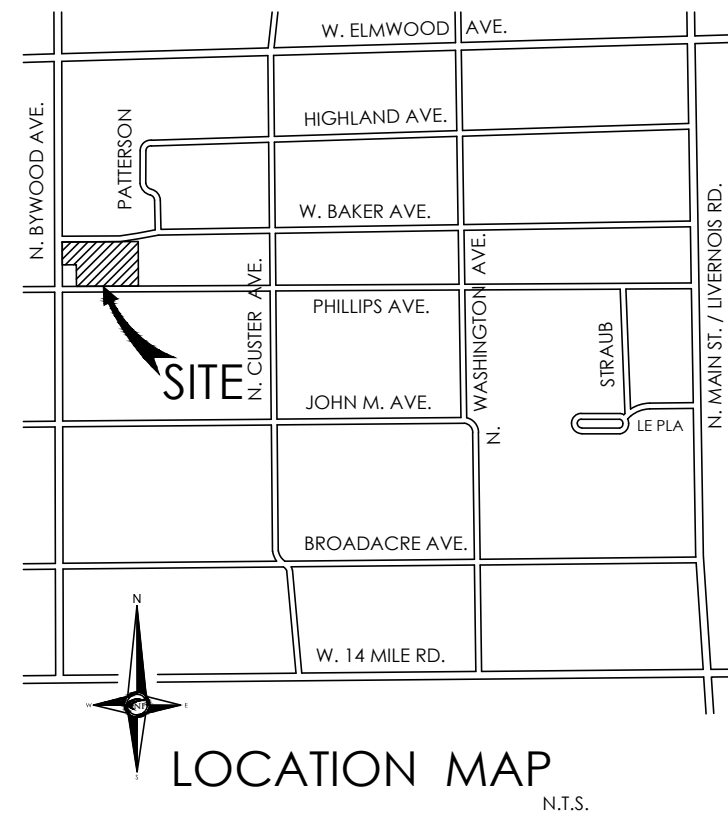 W. ELMWOOD AVE.
N. BYWOOD AVE.
PATTERSON
HIGHLAND AVE.
W. BAKER AVE.
N. MAIN ST. / LIVERNOIS RD.
N. CUSTER AVE.
N. WASHINGTON AVE.
PHILLIPS AVE.
STRAUB
SITE
JOHN M. AVE.
LE PLA
BROADACRE AVE.
N
W. 14 MILE RD.
W
E
S
LOCATION MAP
N.T.S.